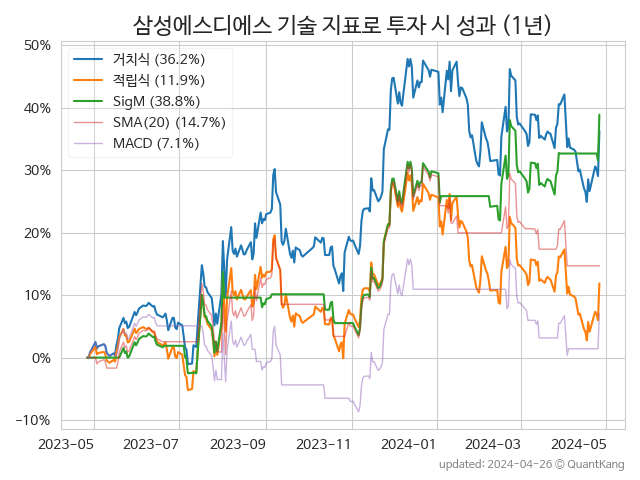 삼성에스디에스 기술 지표로 투자 시 성과 (1년)
50%
40%
30%
20%
10%
0%
−10%
거치식 (36.2%)
적립식 (11.9%)
SigM (38.8%)
SMA(20) (14.7%)
MACD (7.1%)
2023-05 2023-07 2023-09 2023-11 2024-01 2024-03 2024-05
updated: 2024-04-26 © QuantKang